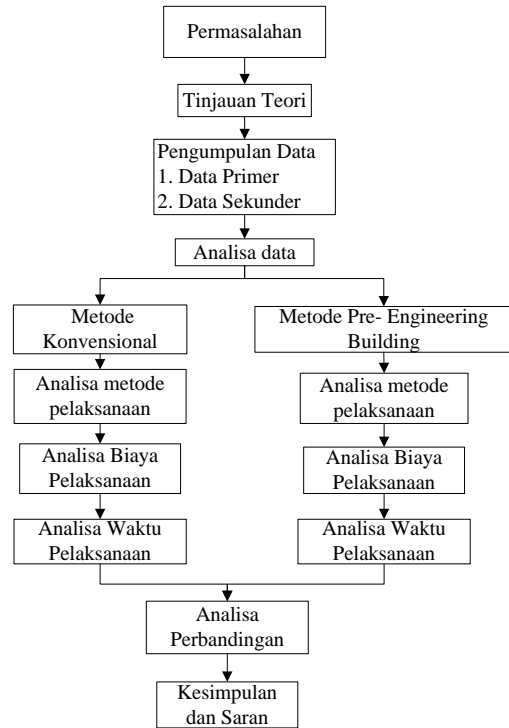 Permasalahan
Tinjauan Teori
Pengumpulan Data
1. Data Primer
2. Data Sekunder
Analisa data
Metode
Konvensional
Analisa metode
pelaksanaan
Analisa Biaya
Pelaksanaan
Analisa Waktu
Pelaksanaan
Metode Pre- Engineering
Building
Analisa metode
pelaksanaan
Analisa Biaya
Pelaksanaan
Analisa Waktu
Pelaksanaan
Analisa
Perbandingan
Kesimpulan
dan Saran